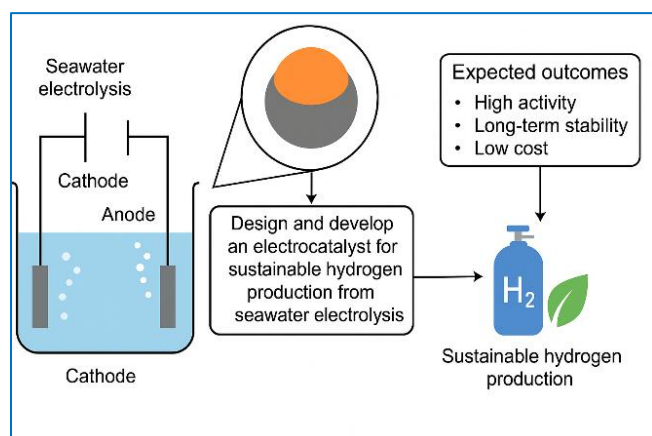 Seawater
electrolysis
Cathode
Anode
Cathode
Design and develop
an electrocatalyst for
sustainable hydrogen
production from
seawater electrolysis
Expected outcomes
• High activity
• Long-term stability
• Low cost
H₂
Sustainable hydrogen
production